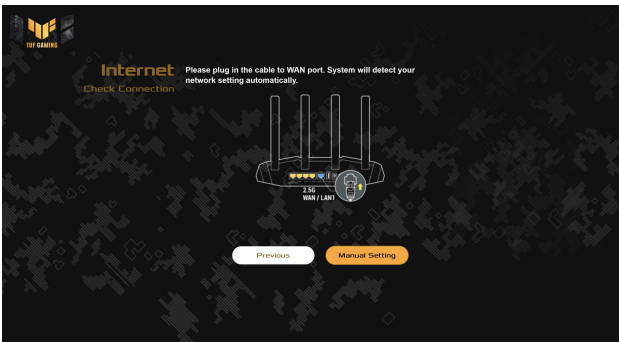 TUF GAMING
Internet
Check Connection
Please plug in the cable to WAN port. System will detect your
network setting automatically.
2.5G
WAN / LAN1
Previous
Manual Setting